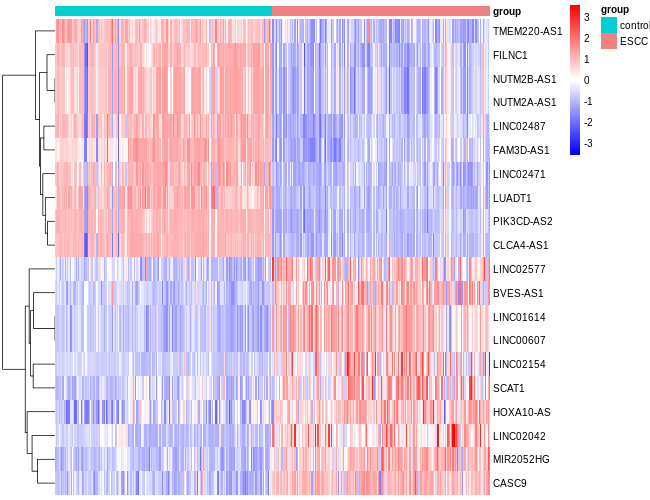 group
TMEM220-AS1
FILNC1
NUTM2B-AS1
NUTM2A-AS1
LINC02487
FAM3D-AS1
LINC02471
LUADT1
PIK3CD-AS2
CLCA4-AS1
LINC02577
BVES-AS1
LINC01614
LINC00607
LINC02154
SCAT1
HOXA10-AS
LINC02042
MIR2052HG
CASC9
3
2
1
0
-1
-2
-3
group
control
ESCC